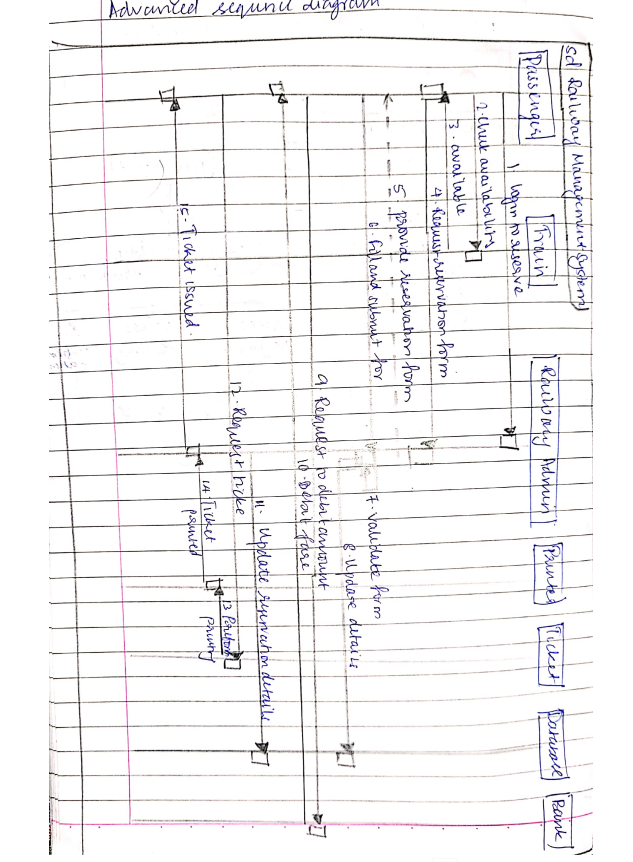 Advanced sequnce diagram
sd Railway Management System
Passenger
Train
Railway Admin
Printer
Ticket
Database
Bank
1 login to reserve
2. check availability
3. available
4. Request reservation form
5. provide reservation form
6. fill and submit for
7. validate form
8. Update details
9. Request to debit amount
10. Debit fare
11. Update reservation details
12. Request ticke
13 Perform
printing
14 Ticket
printed
15. Ticket issued.